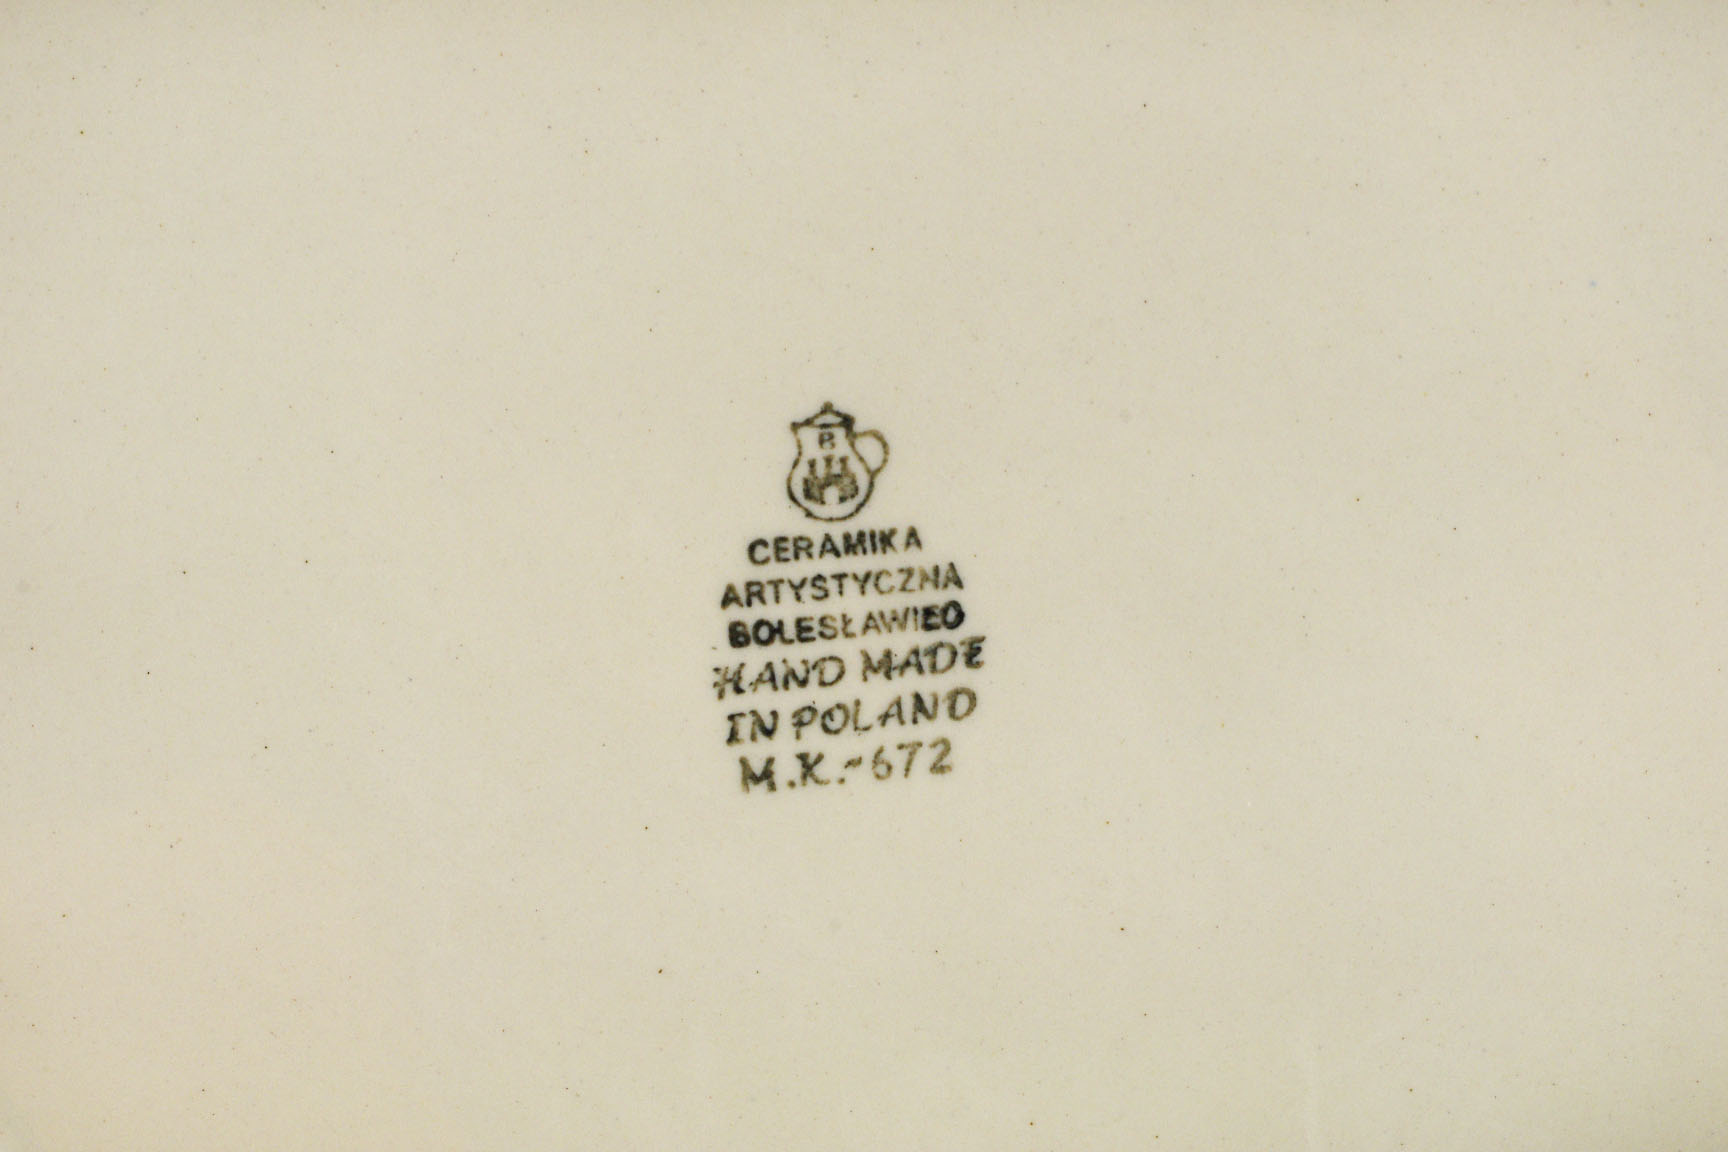 B
CERAMIKA
ARTYSTYCZNA
BOLESŁAWIEC
HAND MADE
IN POLAND
M.K.-672